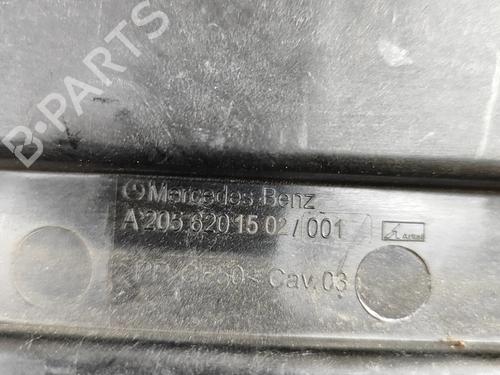 B-PARTS
Mercedes-Benz
A 205 820 15 02 / 001
Cav.03